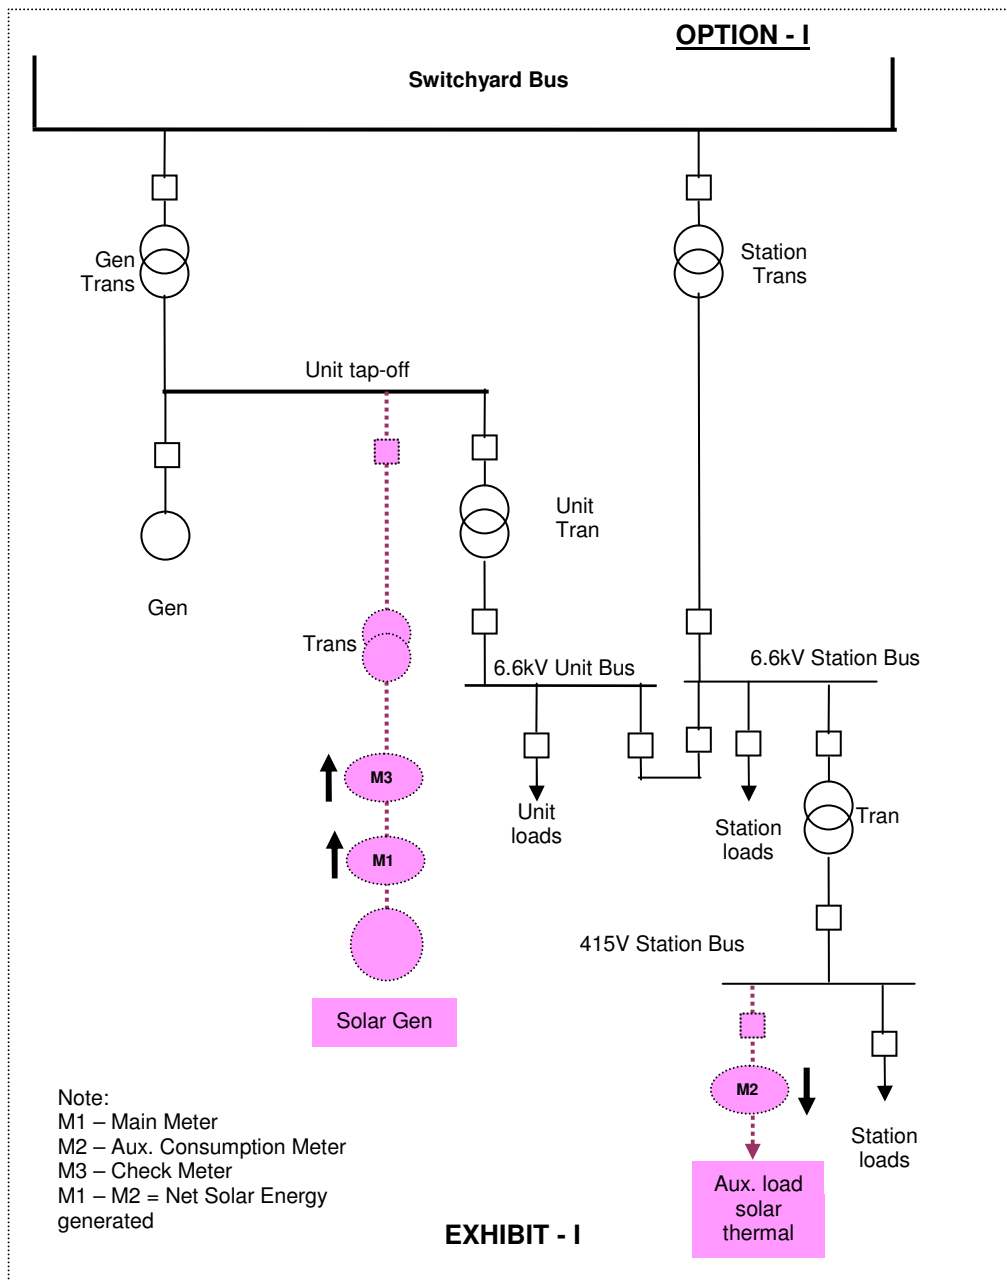 OPTION - I
Switchyard Bus
Gen
Trans
Station
Trans
Unit tap-off
Unit
Tran
Gen
Trans
6.6kV Unit Bus
6.6kV Station Bus
M3
Unit
loads
Station
loads
Tran
M1
415V Station Bus
Solar Gen
M2
Station
loads
Aux. load
solar
thermal
Note:
M1 – Main Meter
M2 – Aux. Consumption Meter
M3 – Check Meter
M1 – M2 = Net Solar Energy
generated
EXHIBIT - I